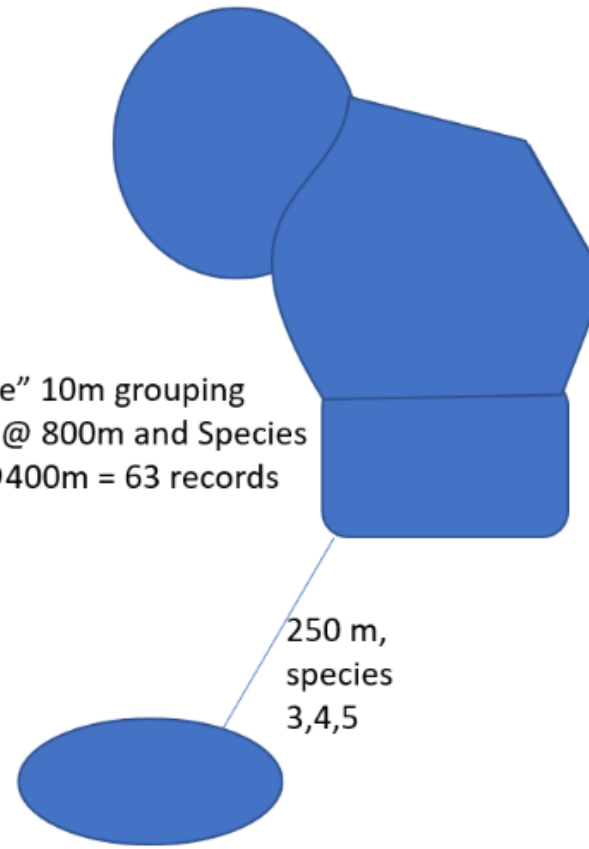 e” 10m grouping
@ 800m and Species
400m = 63 records
250 m,
species
3,4,5